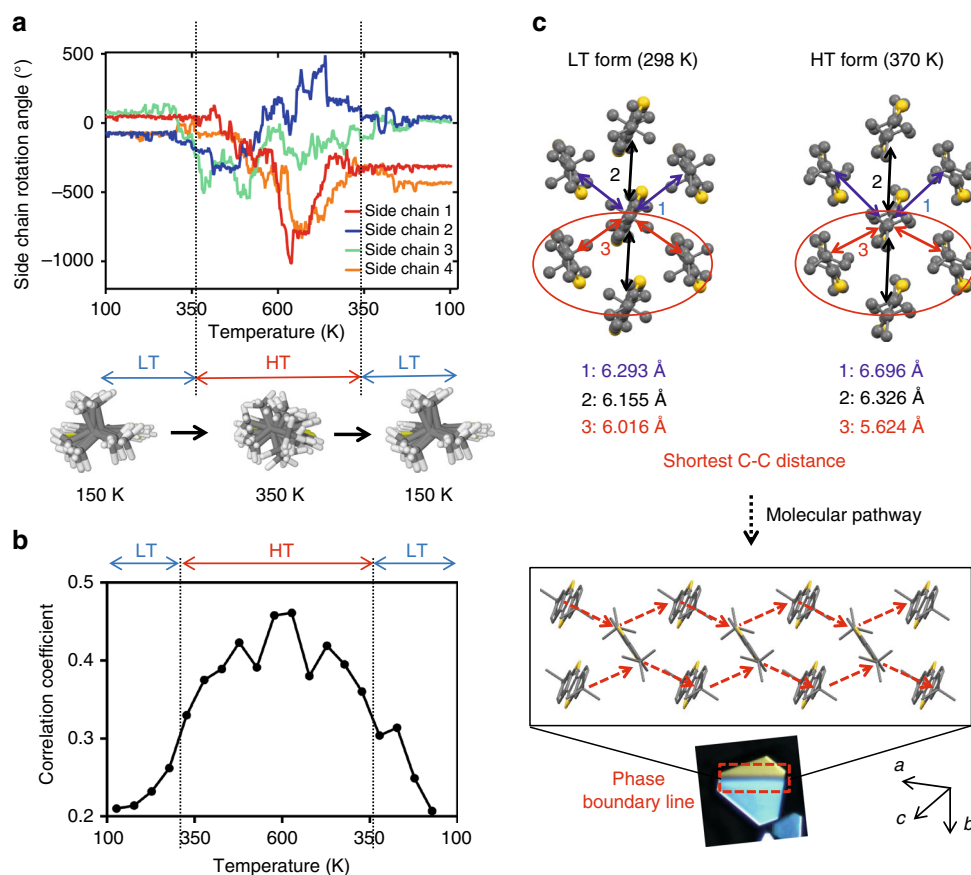 a
Side chain rotation angle (°)
500
0
−500
−1000
Side chain 1
Side chain 2
Side chain 3
Side chain 4
100 350 600 350 100
Temperature (K)
LT HT LT
150 K 350 K 150 K
b
LT HT LT
Correlation coefficient
0.5
0.4
0.3
0.2
100 350 600 350 100
Temperature (K)
c
LT form (298 K) HT form (370 K)
2
1
3
2
1
3
1: 6.293 Å 1: 6.696 Å
2: 6.155 Å 2: 6.326 Å
3: 6.016 Å 3: 5.624 Å
Shortest C-C distance
Molecular pathway
Phase
boundary line
a
c
b